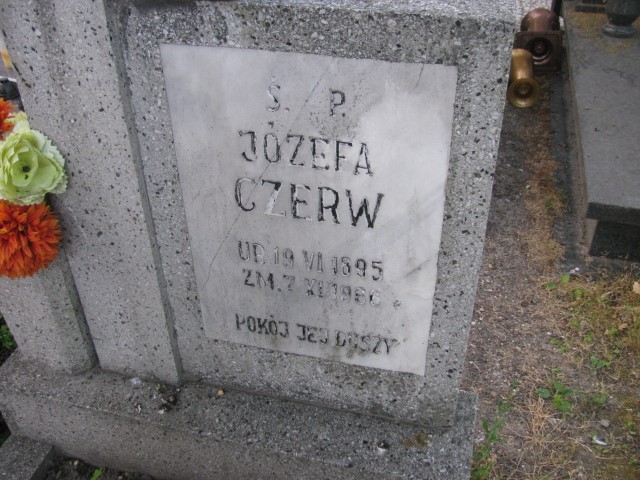 Ś. P.
JÓZEFA
CZERW
UR. 19 VI 1895
ZM. 7 XI 1966
POKÓJ JEJ DUSZY